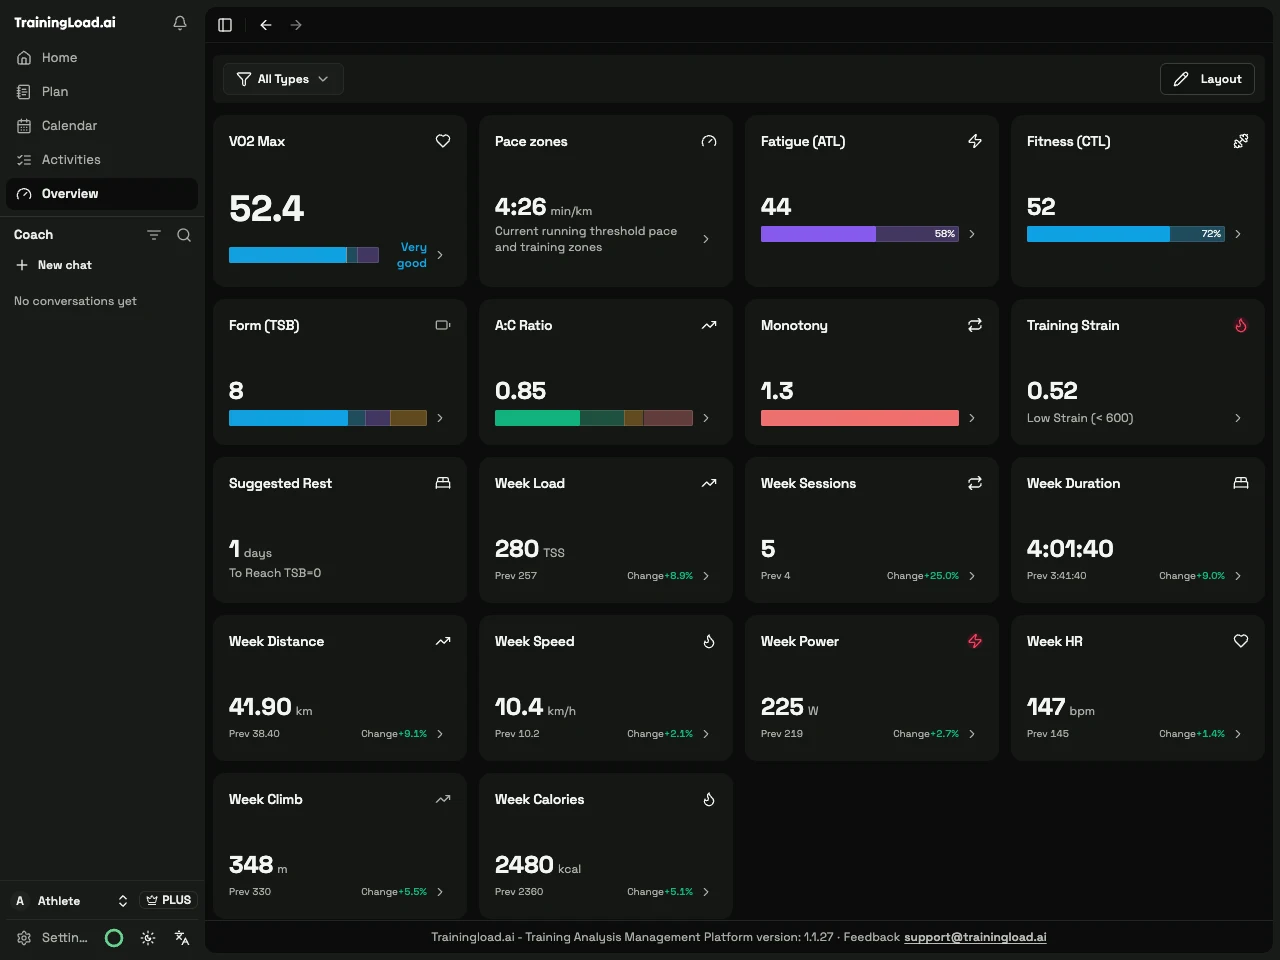 TrainingLoad.ai
Home
Plan
Calendar
Activities
Overview
Coach
New chat
No conversations yet
A Athlete PLUS
Settin...
All Types
Layout
VO2 Max
52.4
Very
good
Pace zones
4:26 min/km
Current running threshold pace
and training zones
Fatigue (ATL)
44
58%
Fitness (CTL)
52
72%
Form (TSB)
8
A:C Ratio
0.85
Monotony
1.3
Training Strain
0.52
Low Strain (< 600)
Suggested Rest
1 days
To Reach TSB=0
Week Load
280 TSS
Prev 257 Change+8.9%
Week Sessions
5
Prev 4 Change+25.0%
Week Duration
4:01:40
Prev 3:41:40 Change+9.0%
Week Distance
41.90 km
Prev 38.40 Change+9.1%
Week Speed
10.4 km/h
Prev 10.2 Change+2.1%
Week Power
225 W
Prev 219 Change+2.7%
Week HR
147 bpm
Prev 145 Change+1.4%
Week Climb
348 m
Prev 330 Change+5.5%
Week Calories
2480 kcal
Prev 2360 Change+5.1%
Trainingload.ai - Training Analysis Management Platform version: 1.1.27 · Feedback support@trainingload.ai